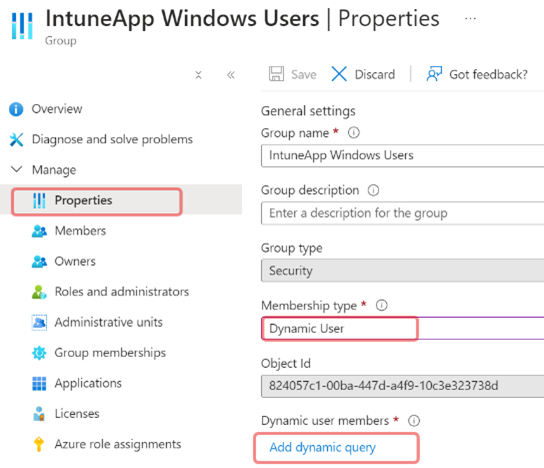 IntuneApp Windows Users | Properties ...
Group
Save Discard Got feedback?
Overview
Diagnose and solve problems
Manage
Properties
Members
Owners
Roles and administrators
Administrative units
Group memberships
Applications
Licenses
Azure role assignments
General settings
Group name *
IntuneApp Windows Users
Group description
Enter a description for the group
Group type
Security
Membership type *
Dynamic User
Object Id
824057c1-00ba-447d-a4f9-10c3e323738d
Dynamic user members *
Add dynamic query